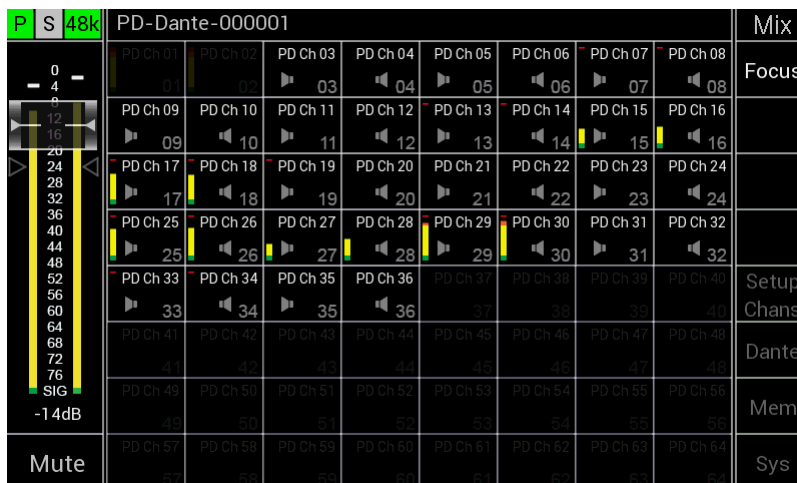 P S 48k PD-Dante-000001 Mix
PD Ch 01 PD Ch 02 PD Ch 03 PD Ch 04 PD Ch 05 PD Ch 06 PD Ch 07 PD Ch 08
01 02 03 04 05 06 07 08
Focus
PD Ch 09 PD Ch 10 PD Ch 11 PD Ch 12 PD Ch 13 PD Ch 14 PD Ch 15 PD Ch 16
09 10 11 12 13 14 15 16
PD Ch 17 PD Ch 18 PD Ch 19 PD Ch 20 PD Ch 21 PD Ch 22 PD Ch 23 PD Ch 24
17 18 19 20 21 22 23 24
PD Ch 25 PD Ch 26 PD Ch 27 PD Ch 28 PD Ch 29 PD Ch 30 PD Ch 31 PD Ch 32
25 26 27 28 29 30 31 32
PD Ch 33 PD Ch 34 PD Ch 35 PD Ch 36 PD Ch 37 PD Ch 38 PD Ch 39 PD Ch 40
33 34 35 36 37 38 39 40
PD Ch 41 PD Ch 42 PD Ch 43 PD Ch 44 PD Ch 45 PD Ch 46 PD Ch 47 PD Ch 48
41 42 43 44 45 46 47 48
PD Ch 49 PD Ch 50 PD Ch 51 PD Ch 52 PD Ch 53 PD Ch 54 PD Ch 55 PD Ch 56
49 50 51 52 53 54 55 56
PD Ch 57 PD Ch 58 PD Ch 59 PD Ch 60 PD Ch 61 PD Ch 62 PD Ch 63 PD Ch 64
57 58 59 60 61 62 63 64
0
4
8
12
16
20
24
28
32
36
40
44
48
52
56
60
64
68
72
76
SIG
-14dB
Mute
Setup
Chans
Dante
Mem
Sys